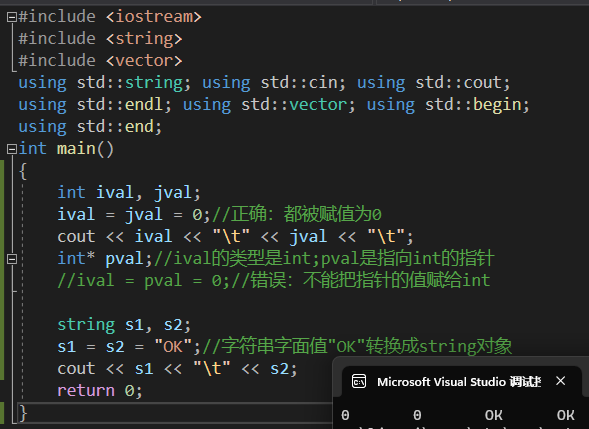 #include <iostream>
#include <string>
#include <vector>
using std::string; using std::cin; using std::cout;
using std::endl; using std::vector; using std::begin;
using std::end;
int main()
{
    int ival, jval;
    ival = jval = 0;//正确：都被赋值为0
    cout << ival << "\t" << jval << "\t";
    int* pval;//ival的类型是int;pval是指向int的指针
    //ival = pval = 0;//错误：不能把指针的值赋给int
    string s1, s2;
    s1 = s2 = "OK";//字符串字面值"OK"转换成string对象
    cout << s1 << "\t" << s2;
    return 0;
}
Microsoft Visual Studio 调试
0 0 OK OK